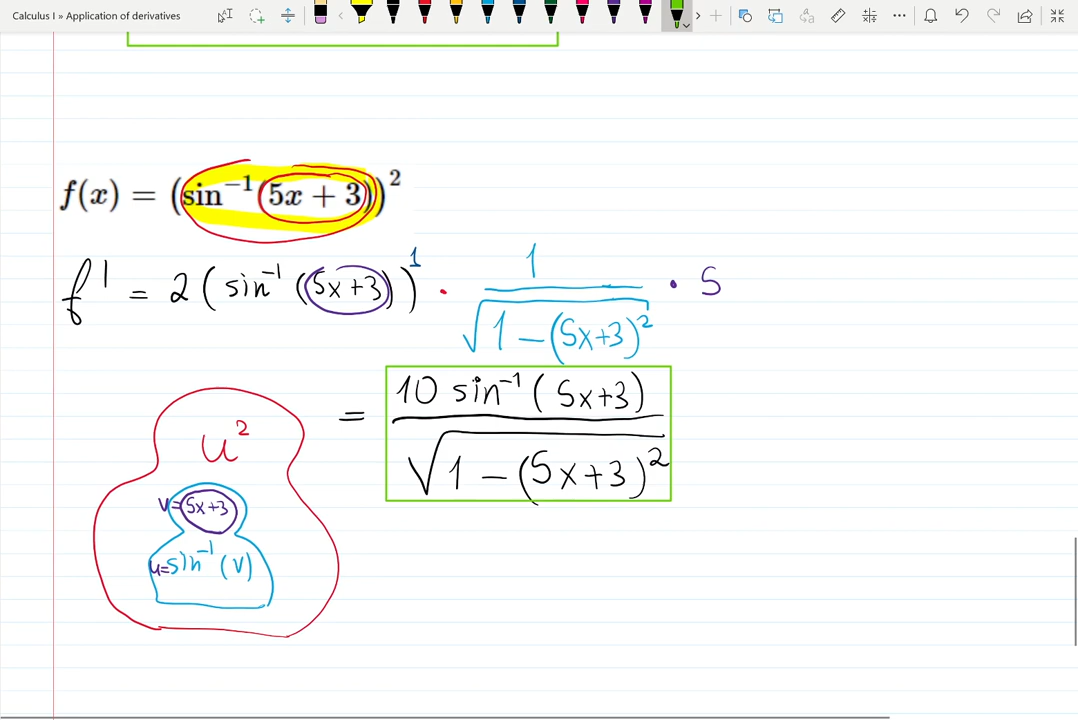 Calculus I » Application of derivatives
f(x) = (sin⁻¹(5x + 3))²
f' = 2 (sin⁻¹ (5x+3))¹ · 1/√(1 – (5x+3)²) · 5
= 10 sin⁻¹ (5x+3) / √(1 – (5x+3)²)
u²
v=5x+3
u=sin⁻¹ (v)